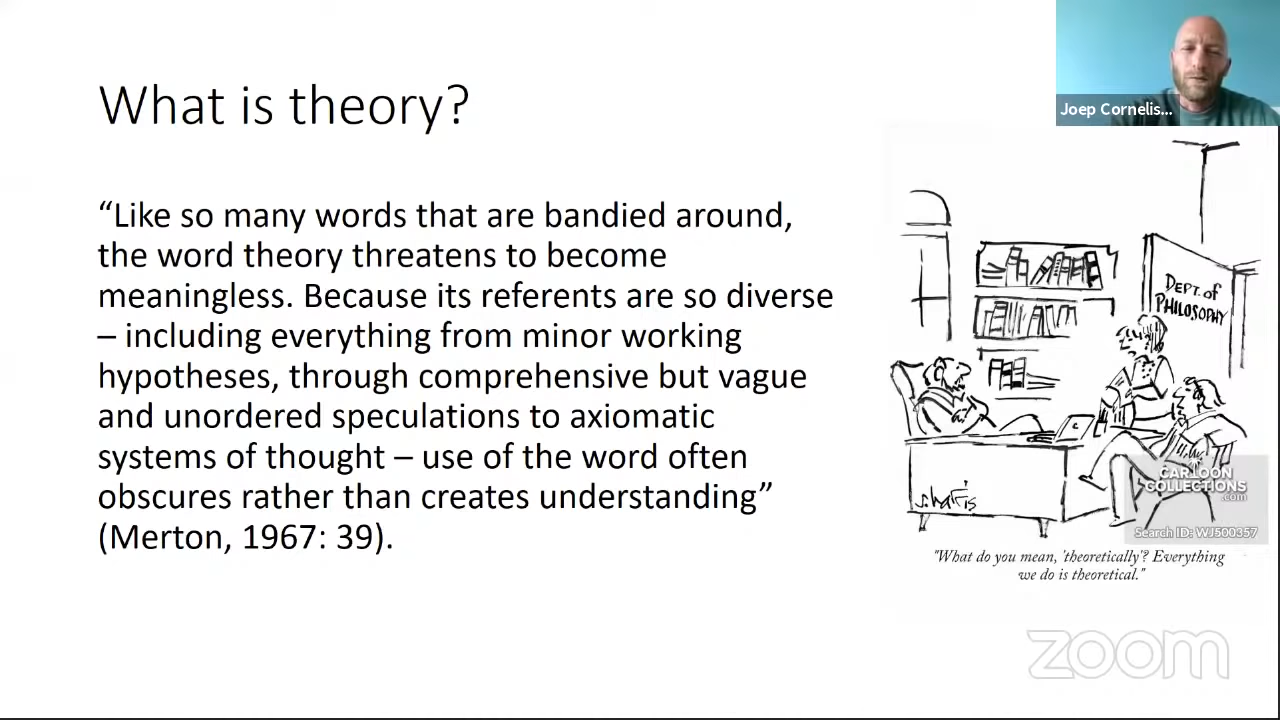 What is theory?
“Like so many words that are bandied around,
the word theory threatens to become
meaningless. Because its referents are so diverse
– including everything from minor working
hypotheses, through comprehensive but vague
and unordered speculations to axiomatic
systems of thought – use of the word often
obscures rather than creates understanding”
(Merton, 1967: 39).
Joep Cornelis...
DEPT. of
PHILOSOPHY
s.harris
CARTOON
COLLECTIONS
.com
Search ID: WJ500357
"What do you mean, 'theoretically'? Everything
we do is theoretical."
zoom